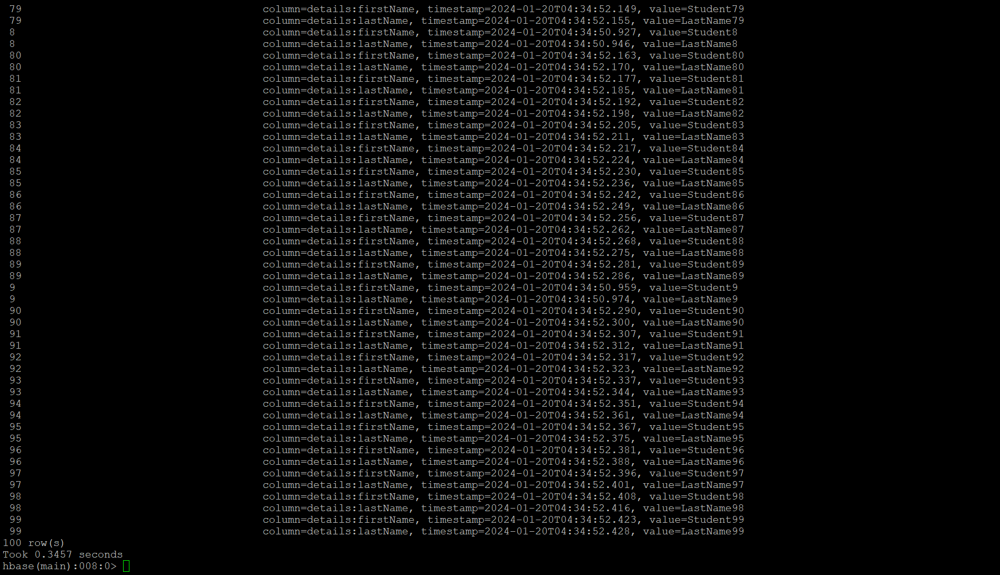 79 column=details:firstName, timestamp=2024-01-20T04:34:52.149, value=Student79
79 column=details:lastName, timestamp=2024-01-20T04:34:52.155, value=LastName79
8 column=details:firstName, timestamp=2024-01-20T04:34:50.927, value=Student8
8 column=details:lastName, timestamp=2024-01-20T04:34:50.946, value=LastName8
80 column=details:firstName, timestamp=2024-01-20T04:34:52.163, value=Student80
80 column=details:lastName, timestamp=2024-01-20T04:34:52.170, value=LastName80
81 column=details:firstName, timestamp=2024-01-20T04:34:52.177, value=Student81
81 column=details:lastName, timestamp=2024-01-20T04:34:52.185, value=LastName81
82 column=details:firstName, timestamp=2024-01-20T04:34:52.192, value=Student82
82 column=details:lastName, timestamp=2024-01-20T04:34:52.198, value=LastName82
83 column=details:firstName, timestamp=2024-01-20T04:34:52.205, value=Student83
83 column=details:lastName, timestamp=2024-01-20T04:34:52.211, value=LastName83
84 column=details:firstName, timestamp=2024-01-20T04:34:52.217, value=Student84
84 column=details:lastName, timestamp=2024-01-20T04:34:52.224, value=LastName84
85 column=details:firstName, timestamp=2024-01-20T04:34:52.230, value=Student85
85 column=details:lastName, timestamp=2024-01-20T04:34:52.236, value=LastName85
86 column=details:firstName, timestamp=2024-01-20T04:34:52.242, value=Student86
86 column=details:lastName, timestamp=2024-01-20T04:34:52.249, value=LastName86
87 column=details:firstName, timestamp=2024-01-20T04:34:52.256, value=Student87
87 column=details:lastName, timestamp=2024-01-20T04:34:52.262, value=LastName87
88 column=details:firstName, timestamp=2024-01-20T04:34:52.268, value=Student88
88 column=details:lastName, timestamp=2024-01-20T04:34:52.275, value=LastName88
89 column=details:firstName, timestamp=2024-01-20T04:34:52.281, value=Student89
89 column=details:lastName, timestamp=2024-01-20T04:34:52.286, value=LastName89
9 column=details:firstName, timestamp=2024-01-20T04:34:50.959, value=Student9
9 column=details:lastName, timestamp=2024-01-20T04:34:50.974, value=LastName9
90 column=details:firstName, timestamp=2024-01-20T04:34:52.290, value=Student90
90 column=details:lastName, timestamp=2024-01-20T04:34:52.300, value=LastName90
91 column=details:firstName, timestamp=2024-01-20T04:34:52.307, value=Student91
91 column=details:lastName, timestamp=2024-01-20T04:34:52.312, value=LastName91
92 column=details:firstName, timestamp=2024-01-20T04:34:52.317, value=Student92
92 column=details:lastName, timestamp=2024-01-20T04:34:52.323, value=LastName92
93 column=details:firstName, timestamp=2024-01-20T04:34:52.337, value=Student93
93 column=details:lastName, timestamp=2024-01-20T04:34:52.344, value=LastName93
94 column=details:firstName, timestamp=2024-01-20T04:34:52.351, value=Student94
94 column=details:lastName, timestamp=2024-01-20T04:34:52.361, value=LastName94
95 column=details:firstName, timestamp=2024-01-20T04:34:52.367, value=Student95
95 column=details:lastName, timestamp=2024-01-20T04:34:52.375, value=LastName95
96 column=details:firstName, timestamp=2024-01-20T04:34:52.381, value=Student96
96 column=details:lastName, timestamp=2024-01-20T04:34:52.388, value=LastName96
97 column=details:firstName, timestamp=2024-01-20T04:34:52.396, value=Student97
97 column=details:lastName, timestamp=2024-01-20T04:34:52.401, value=LastName97
98 column=details:firstName, timestamp=2024-01-20T04:34:52.408, value=Student98
98 column=details:lastName, timestamp=2024-01-20T04:34:52.416, value=LastName98
99 column=details:firstName, timestamp=2024-01-20T04:34:52.423, value=Student99
99 column=details:lastName, timestamp=2024-01-20T04:34:52.428, value=LastName99
100 row(s)
Took 0.3457 seconds
hbase(main):008:0>